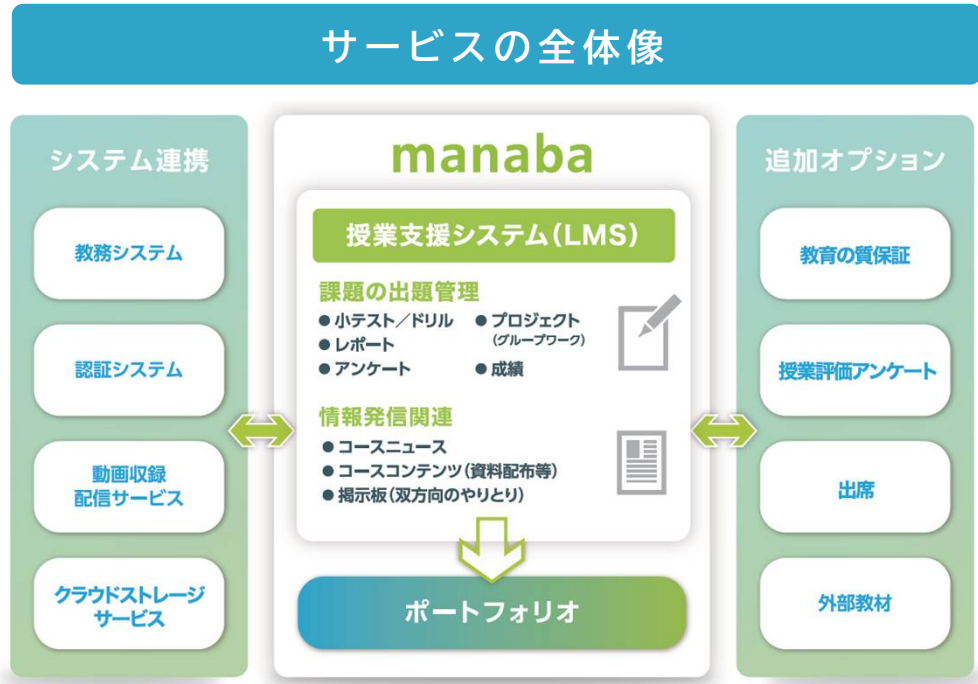 サービスの全体像
システム連携
教務システム
認証システム
動画収録
配信サービス
クラウドストレージ
サービス
manaba
授業支援システム(LMS)
課題の出題管理
●小テスト／ドリル
●レポート
●アンケート
●プロジェクト
(グループワーク)
●成績
情報発信関連
●コースニュース
●コースコンテンツ(資料配布等)
●掲示板(双方向のやりとり)
ポートフォリオ
追加オプション
教育の質保証
授業評価アンケート
出席
外部教材